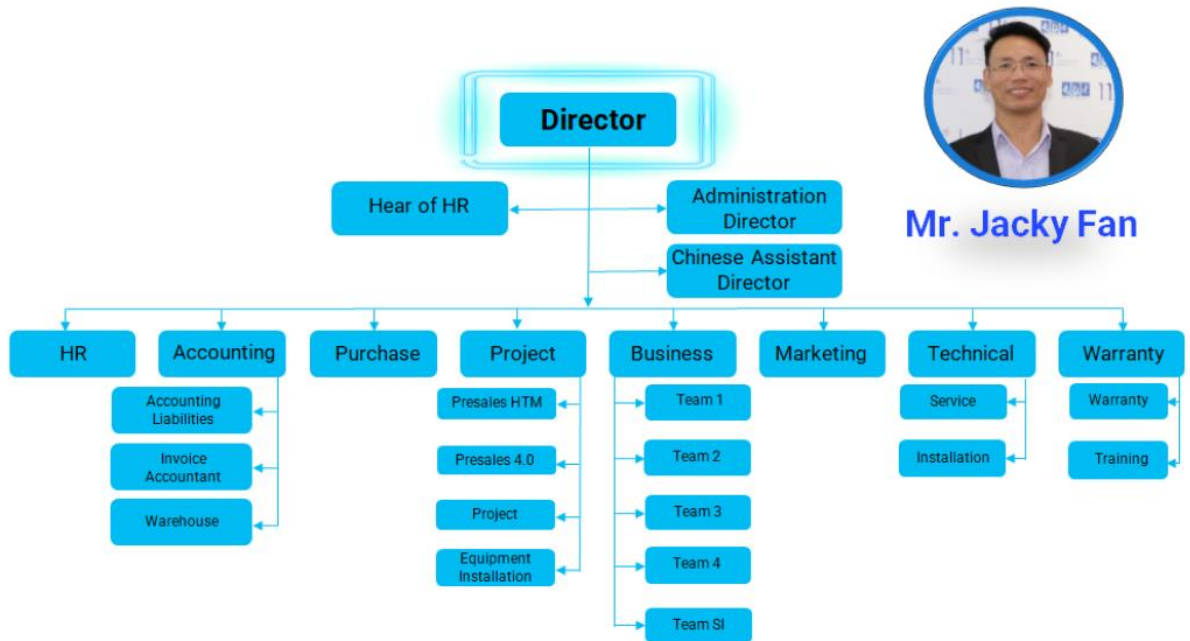 Director
Hear of HR
Administration
Director
Mr. Jacky Fan
Chinese Assistant
Director
HR
Accounting
Purchase
Project
Business
Marketing
Technical
Warranty
Accounting
Liabilities
Invoice
Accountant
Warehouse
Presales HTM
Presales 4.0
Project
Equipment
Installation
Team 1
Team 2
Team 3
Team 4
Team SI
Service
Installation
Warranty
Training